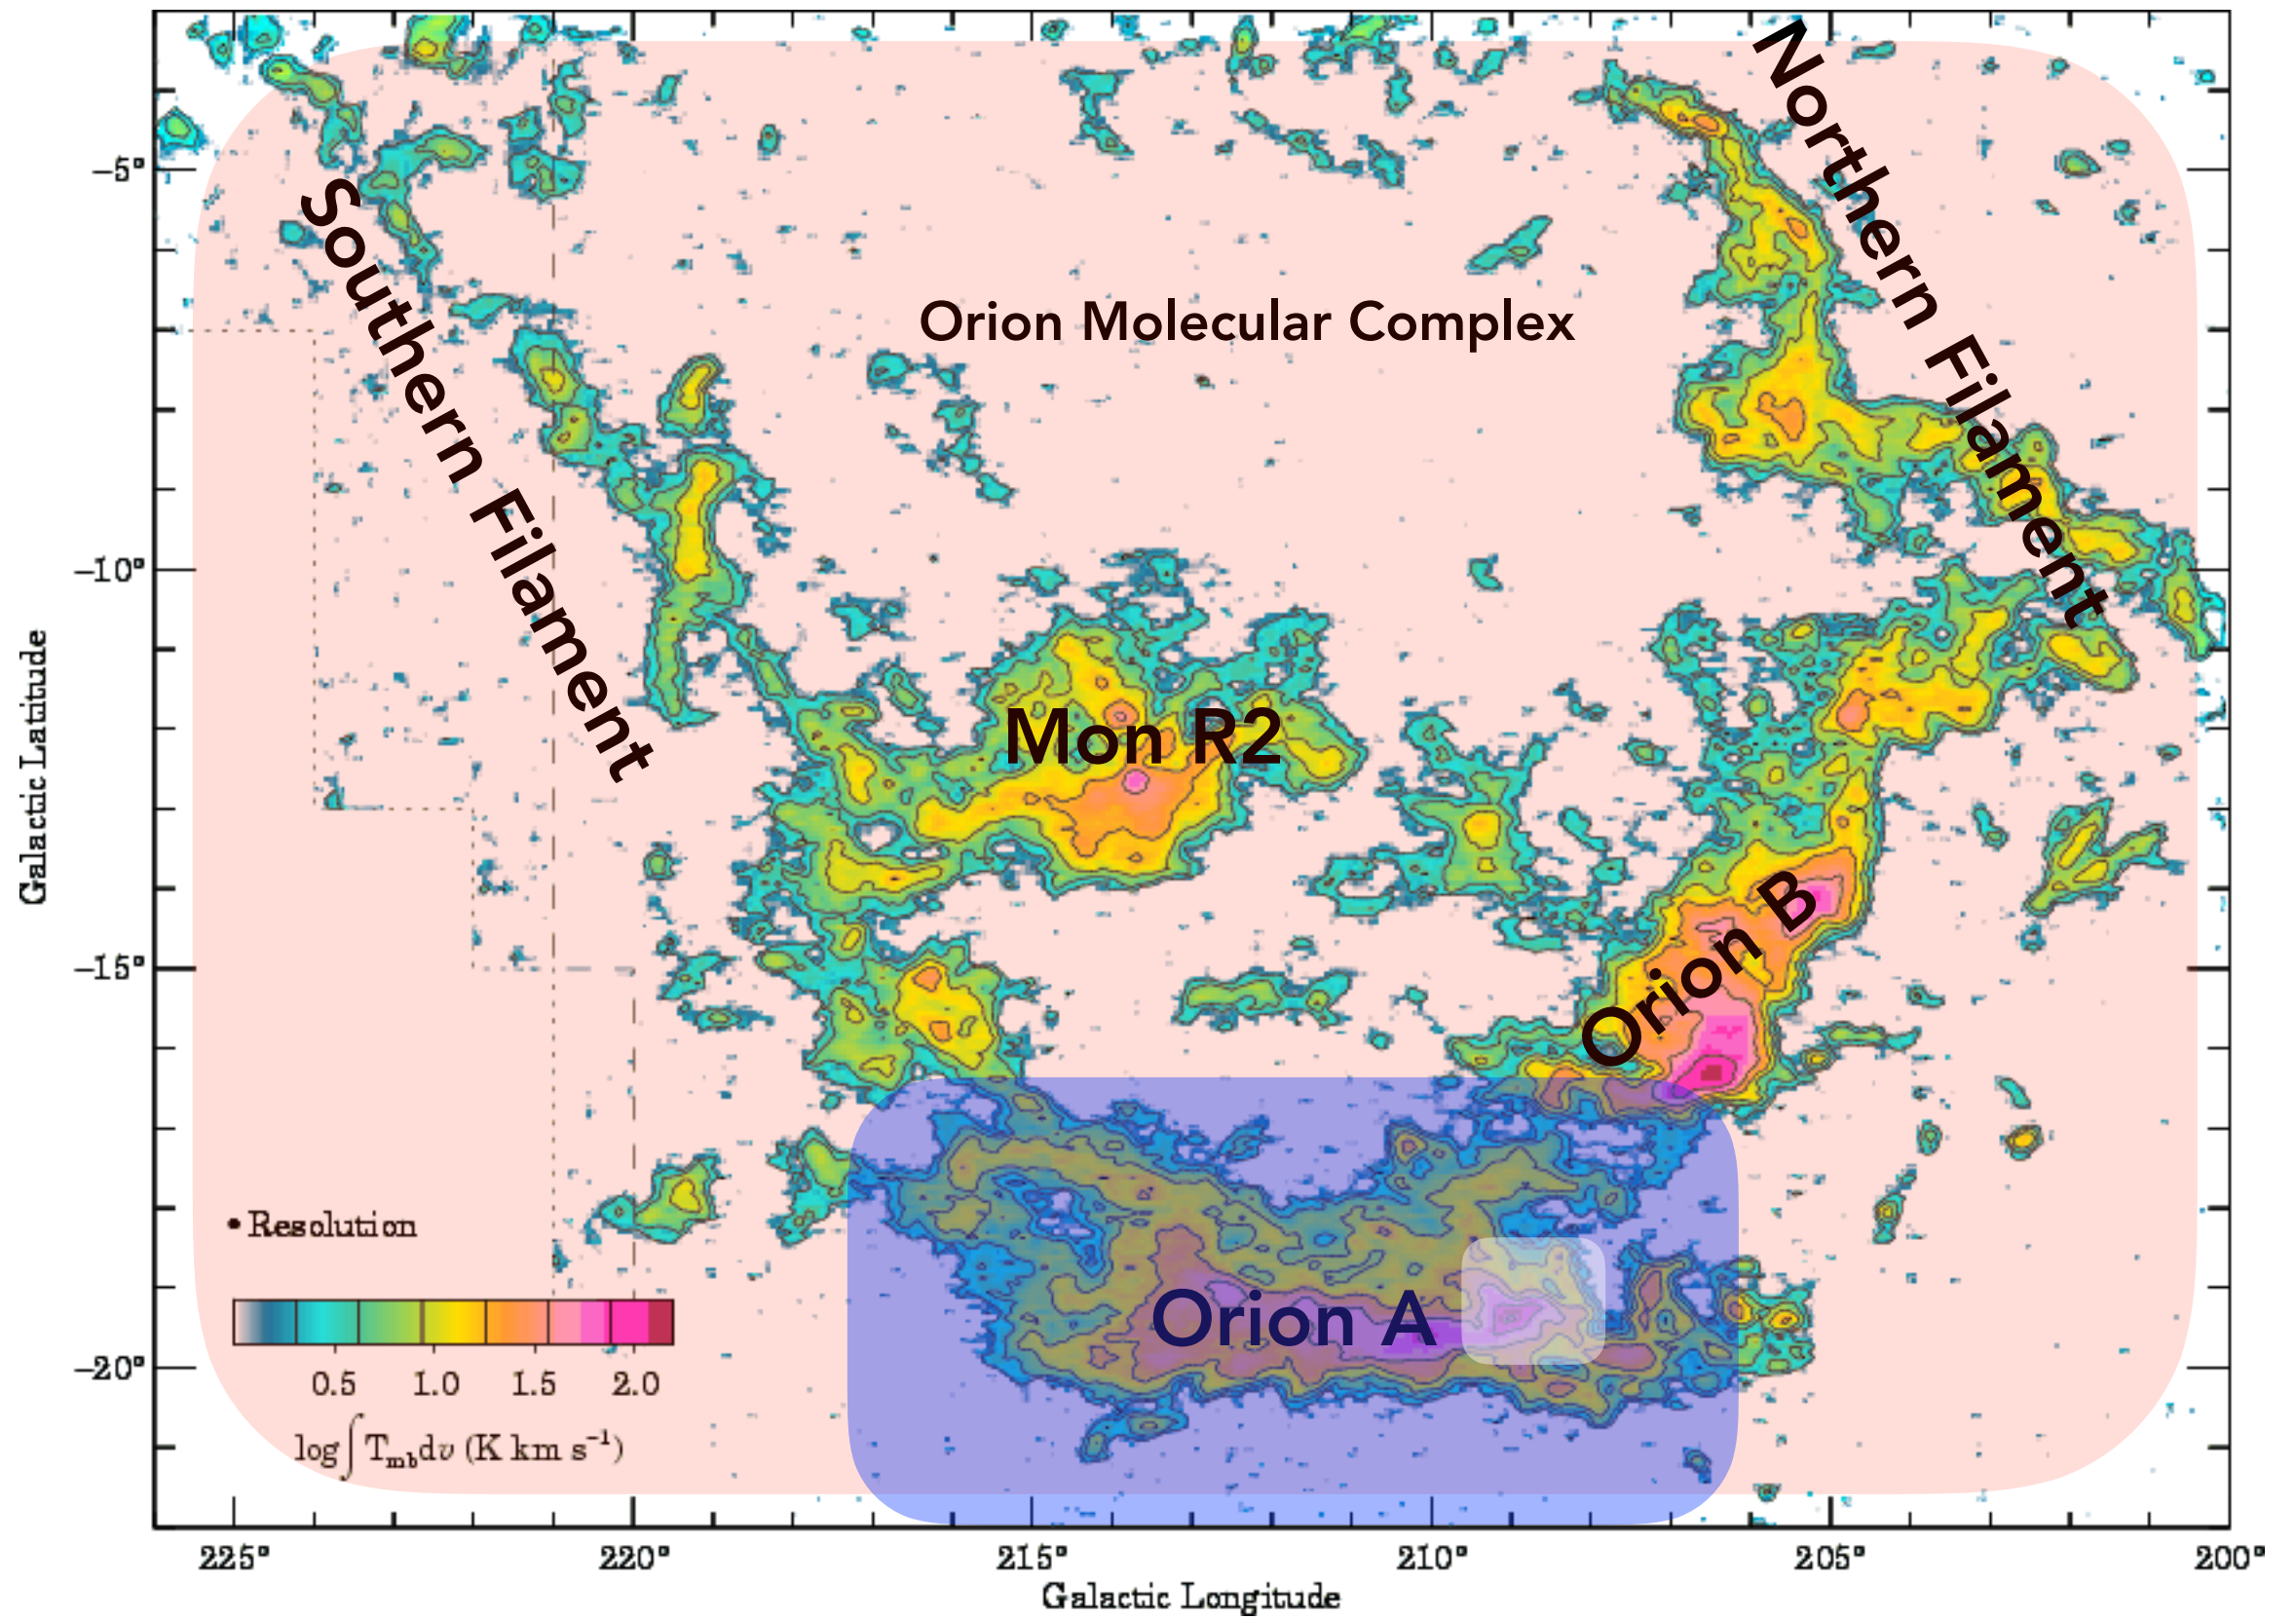 Northern Filament
−5°
Southern Filament
Orion Molecular Complex
−10°
Galactic Latitude
Mon R2
Orion B
−15°
• Resolution
Orion A
−20°
0.5 1.0 1.5 2.0
log∫T_mb dv (K km s⁻¹)
225° 220° 215° 210° 205° 200°
Galactic Longitude